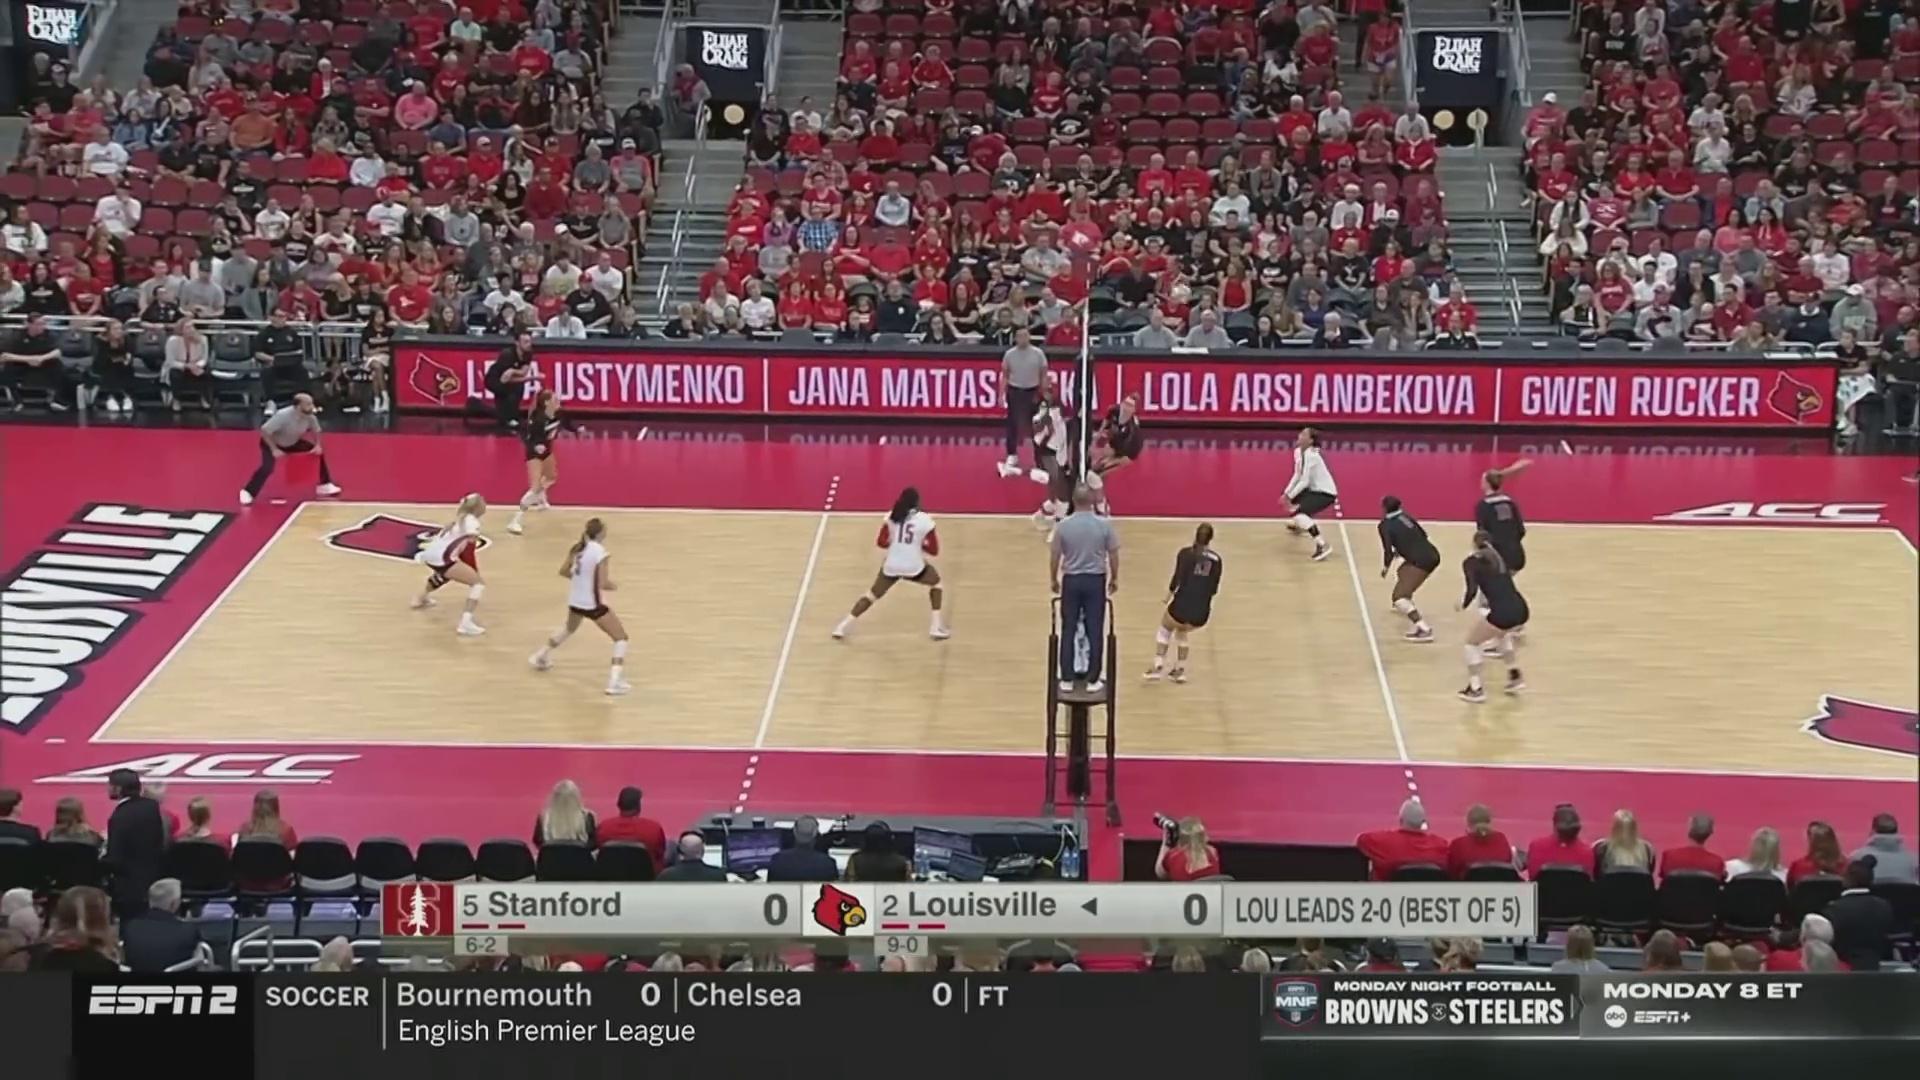 ELIJAH CRAIG
ELIJAH CRAIG
ELIJAH CRAIG
USTYMENKO | JANA | LOLA ARSLANBEKOVA | GWEN RUCKER
LOUISVILLE
ACC
15
13
ACC
5 Stanford 0
6-2
2 Louisville ◄ 0
9-0
LOU LEADS 2-0 (BEST OF 5)
ESPN2
SOCCER
Bournemouth 0 | Chelsea 0 | FT
English Premier League
MNF
MONDAY NIGHT FOOTBALL
BROWNS X STEELERS
MONDAY 8 ET
abc ESPN+